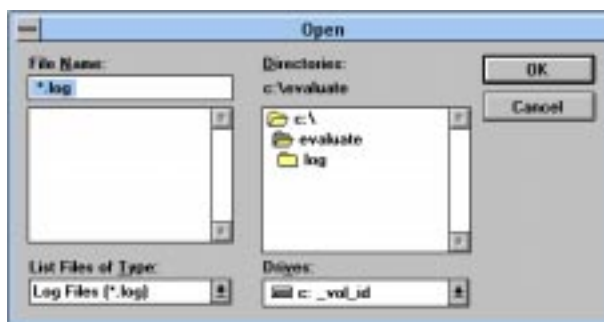 Open
File Name:
*.log
List Files of Type:
Log Files (*.log)
Directories:
c:\evaluate
c:\
evaluate
log
Drives:
c: _vol_id
OK
Cancel